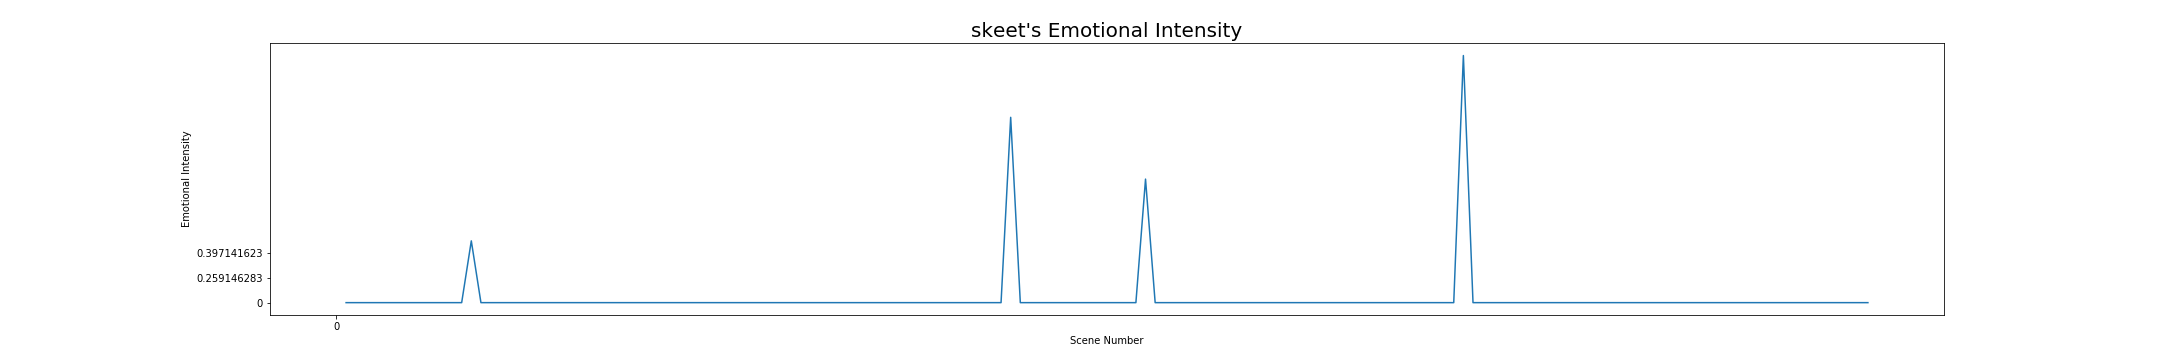 skeet's Emotional Intensity
Emotional Intensity
0.397141623
0.259146283
0
0
Scene Number